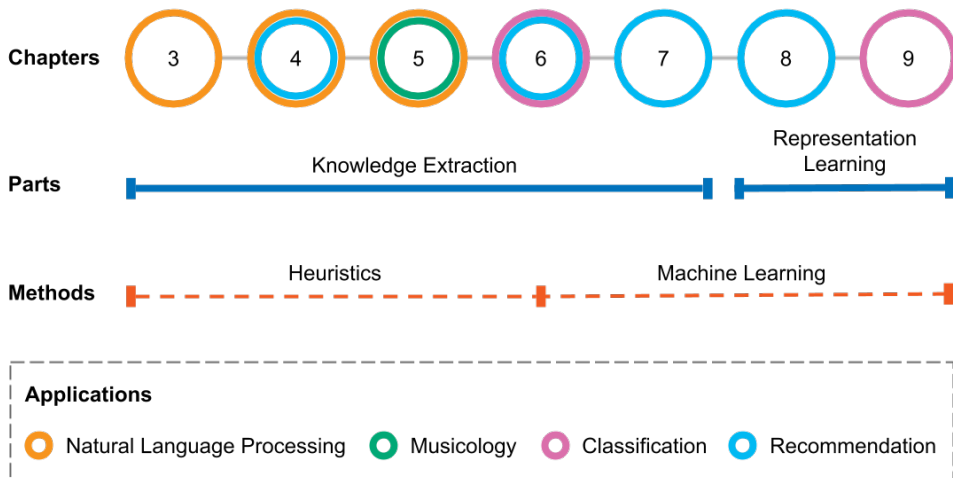 Chapters
3
4
5
6
7
8
9
Parts
Knowledge Extraction
Representation
Learning
Methods
Heuristics
Machine Learning
Applications
Natural Language Processing
Musicology
Classification
Recommendation